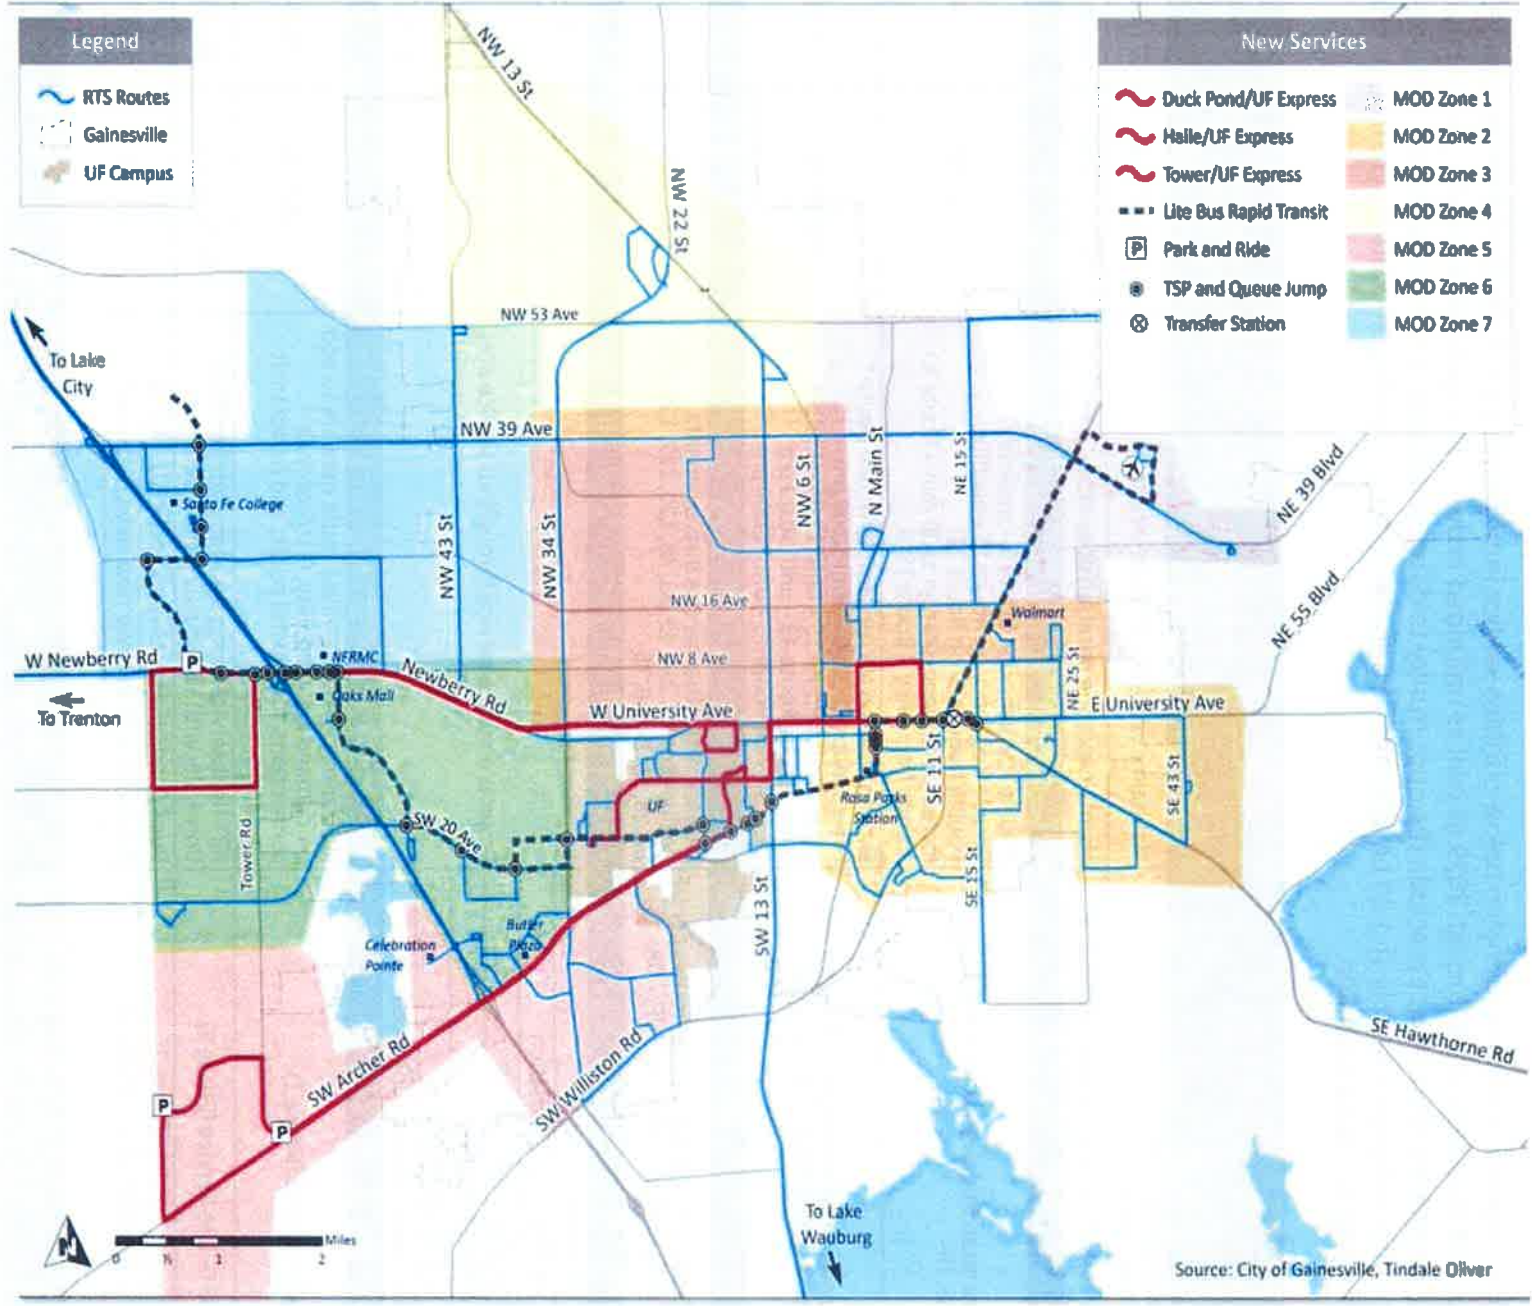 Legend
RTS Routes
Gainesville
UF Campus
New Services
Duck Pond/UF Express
Haile/UF Express
Tower/UF Express
Lite Bus Rapid Transit
P
Park and Ride
TSP and Queue Jump
Transfer Station
MOD Zone 1
MOD Zone 2
MOD Zone 3
MOD Zone 4
MOD Zone 5
MOD Zone 6
MOD Zone 7
NW 13 St
NW 22 St
NW 53 Ave
To Lake
City
NW 39 Ave
Santa Fe College
NW 43 St
NW 34 St
NW 6 St
N Main St
NE 15 St
NE 39 Blvd
NE 55 Blvd
NW 16 Ave
Walmart
W Newberry Rd
P
NFRMC
Newberry Rd
NW 8 Ave
NE 25 St
Oaks Mall
To Trenton
W University Ave
E University Ave
SE 11 St
SE 43 St
UF
Rosa Parks
Station
SW 20 Ave
Tower Rd
SW 13 St
SE 15 St
Butler
Plaza
Celebration
Pointe
SW Archer Rd
SW Williston Rd
SE Hawthorne Rd
P
P
To Lake
Wauburg
N
0
½
1
2
Miles
Source: City of Gainesville, Tindale Oliver